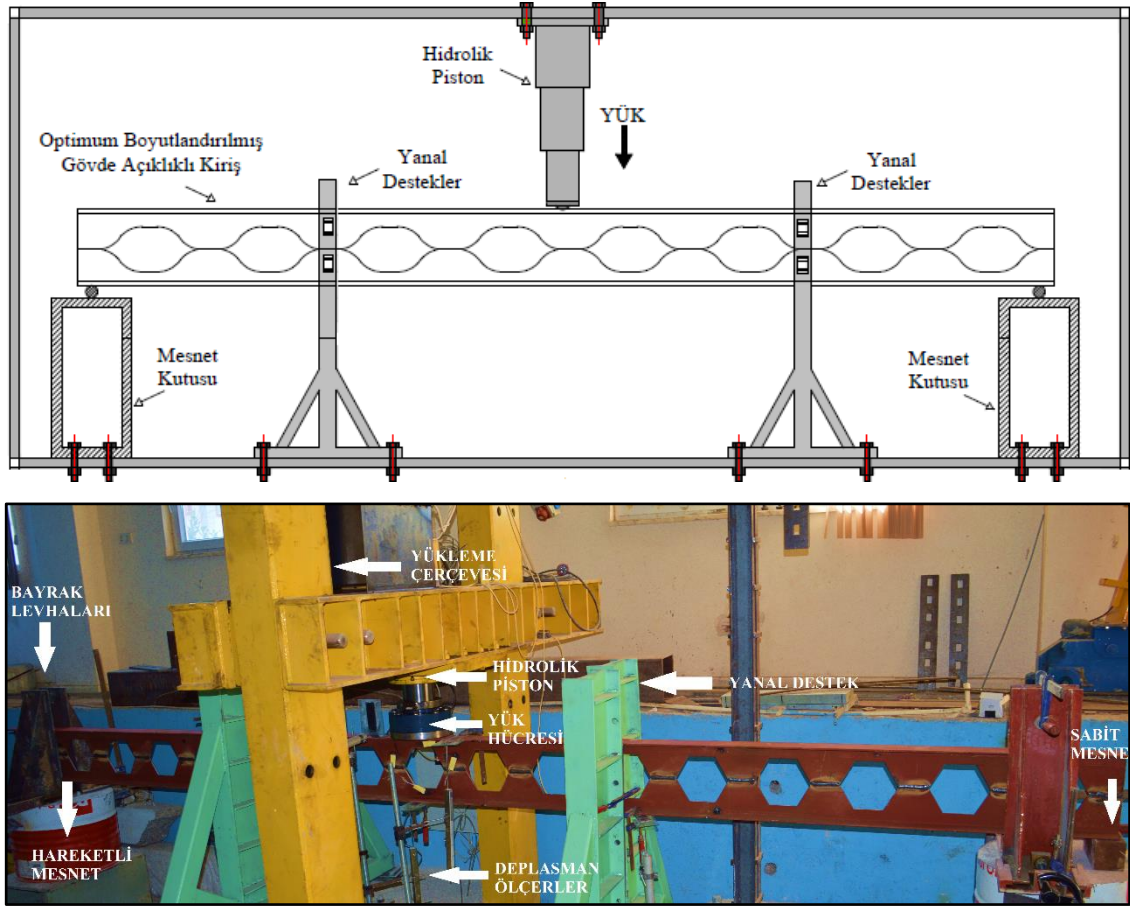 Hidrolik
Piston
YÜK
Optimum Boyutlandırılmış
Gövde Açıklıklı Kiriş
Yanal
Destekler
Yanal
Destekler
Mesnet
Kutusu
Mesnet
Kutusu
YÜKLEME
ÇERÇEVESİ
BAYRAK
LEVHALARI
HİDROLİK
PİSTON
YANAL DESTEK
YÜK
HÜCRESİ
SABİT
MESNE
HAREKETLİ
MESNET
DEPLASMAN
ÖLÇERLER